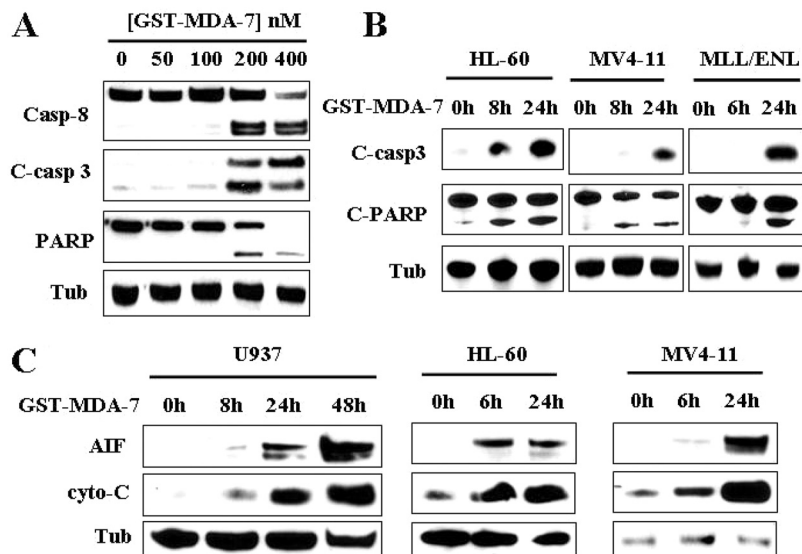 A
[GST-MDA-7] nM
0 50 100 200 400
Casp-8
C-casp 3
PARP
Tub
B
HL-60 MV4-11 MLL/ENL
GST-MDA-7 0h 8h 24h 0h 8h 24h 0h 6h 24h
C-casp3
C-PARP
Tub
C
U937 HL-60 MV4-11
GST-MDA-7 0h 8h 24h 48h 0h 6h 24h 0h 6h 24h
AIF
cyto-C
Tub